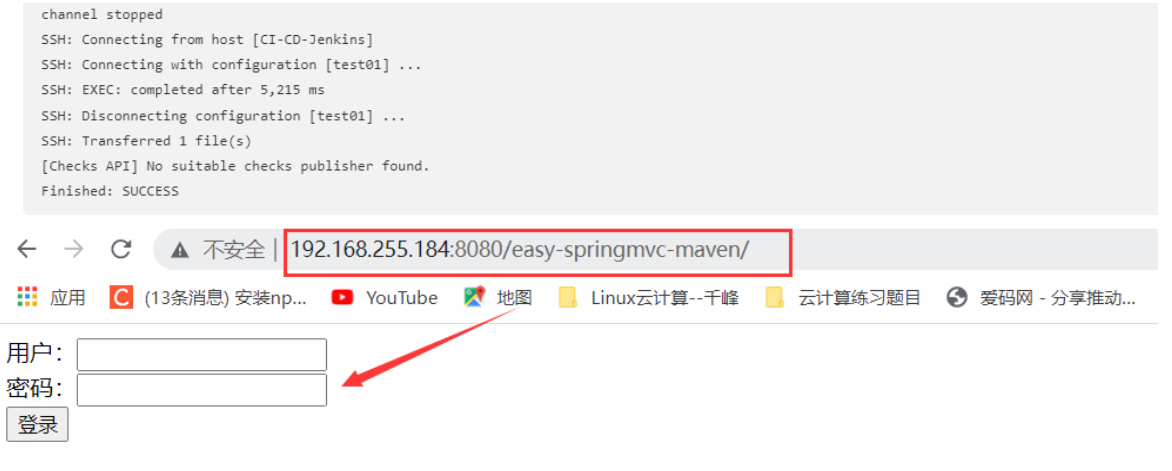 channel stopped
SSH: Connecting from host [CI-CD-Jenkins]
SSH: Connecting with configuration [test01] ...
SSH: EXEC: completed after 5,215 ms
SSH: Disconnecting configuration [test01] ...
SSH: Transferred 1 file(s)
[Checks API] No suitable checks publisher found.
Finished: SUCCESS
不安全 | 192.168.255.184:8080/easy-springmvc-maven/
应用 C (13条消息) 安装np... YouTube 地图 Linux云计算--千峰 云计算练习题目 爱码网 - 分享推动...
用户：
密码：
登录